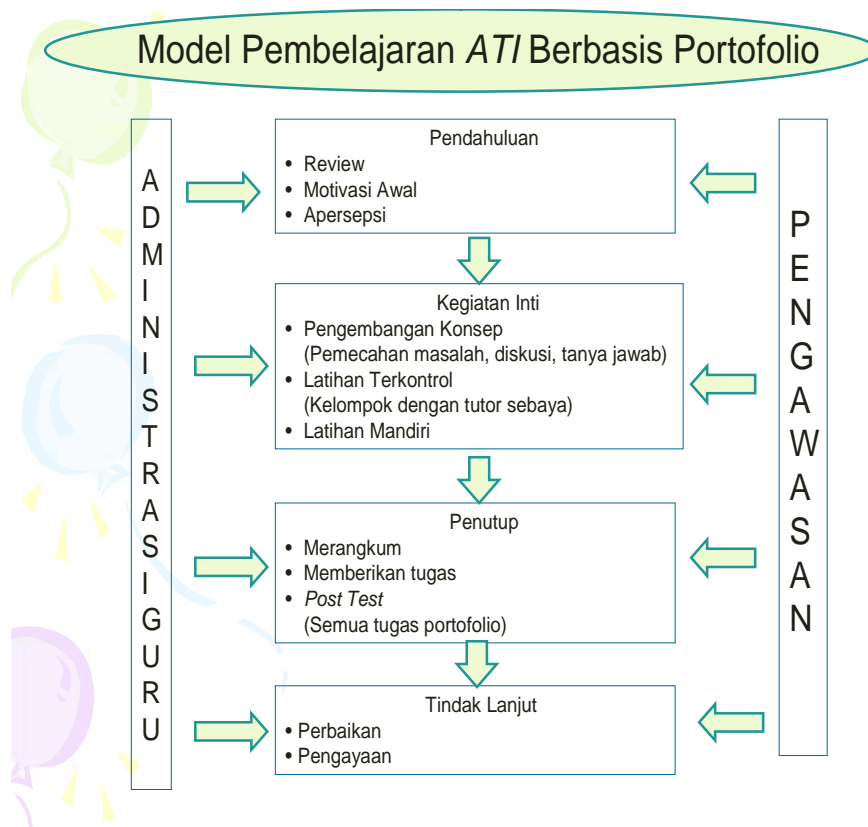 Model Pembelajaran ATI Berbasis Portofolio
ADMINISTRASI GURU
Pendahuluan
• Review
• Motivasi Awal
• Apersepsi
Kegiatan Inti
• Pengembangan Konsep
(Pemecahan masalah, diskusi, tanya jawab)
• Latihan Terkontrol
(Kelompok dengan tutor sebaya)
• Latihan Mandiri
Penutup
• Merangkum
• Memberikan tugas
• Post Test
(Semua tugas portofolio)
Tindak Lanjut
• Perbaikan
• Pengayaan
PENGAWASAN